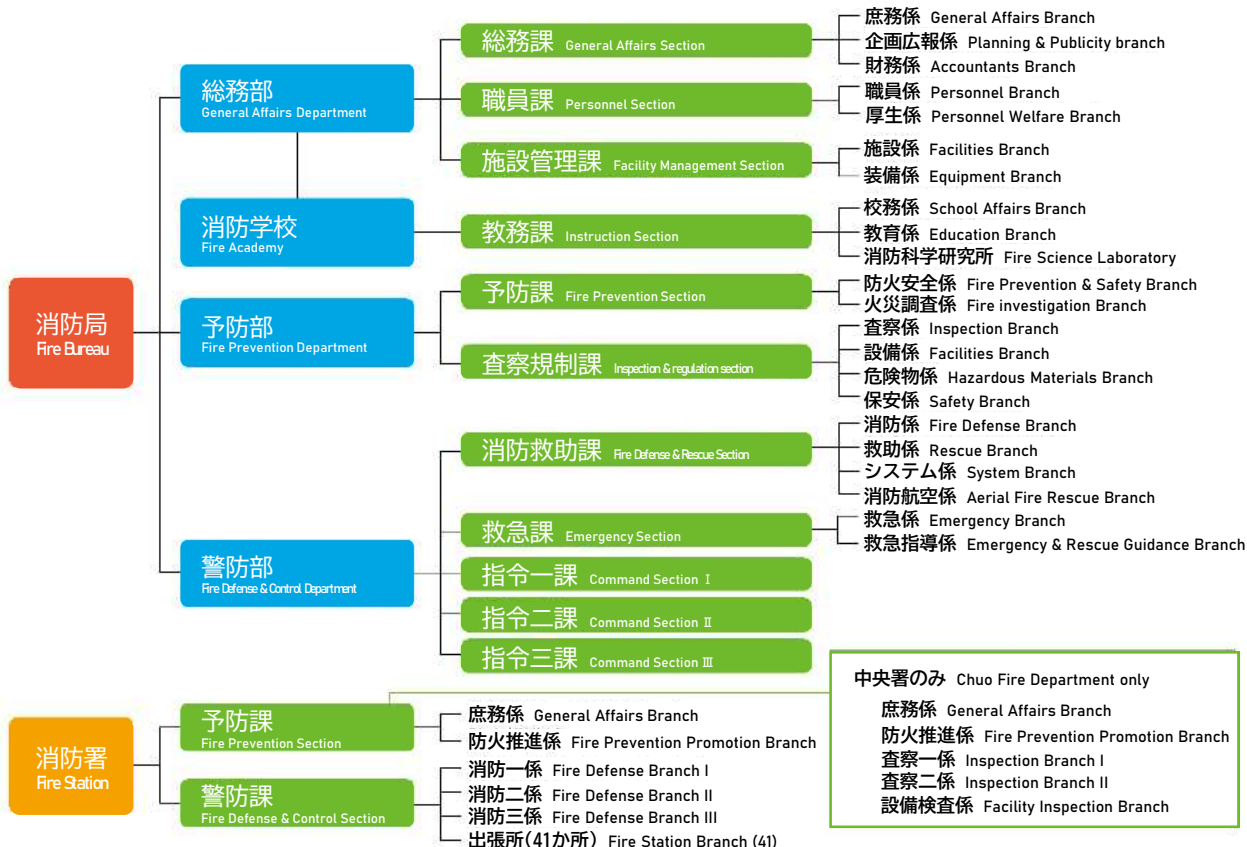 消防局
Fire Bureau
総務部
General Affairs Department
総務課 General Affairs Section
庶務係 General Affairs Branch
企画広報係 Planning & Publicity branch
財務係 Accountants Branch
職員課 Personnel Section
職員係 Personnel Branch
厚生係 Personnel Welfare Branch
施設管理課 Facility Management Section
施設係 Facilities Branch
装備係 Equipment Branch
消防学校
Fire Academy
教務課 Instruction Section
校務係 School Affairs Branch
教育係 Education Branch
消防科学研究所 Fire Science Laboratory
予防部
Fire Prevention Department
予防課 Fire Prevention Section
防火安全係 Fire Prevention & Safety Branch
火災調査係 Fire investigation Branch
査察規制課 Inspection & regulation section
査察係 Inspection Branch
設備係 Facilities Branch
危険物係 Hazardous Materials Branch
保安係 Safety Branch
警防部
Fire Defense & Control Department
消防救助課 Fire Defense & Rescue Section
消防係 Fire Defense Branch
救助係 Rescue Branch
システム係 System Branch
消防航空係 Aerial Fire Rescue Branch
救急課 Emergency Section
救急係 Emergency Branch
救急指導係 Emergency & Rescue Guidance Branch
指令一課 Command Section Ⅰ
指令二課 Command Section Ⅱ
指令三課 Command Section Ⅲ
消防署
Fire Station
予防課
Fire Prevention Section
庶務係 General Affairs Branch
防火推進係 Fire Prevention Promotion Branch
警防課
Fire Defense & Control Section
消防一係 Fire Defense Branch I
消防二係 Fire Defense Branch II
消防三係 Fire Defense Branch III
出張所(41か所) Fire Station Branch (41)
中央署のみ Chuo Fire Department only
庶務係 General Affairs Branch
防火推進係 Fire Prevention Promotion Branch
査察一係 Inspection Branch I
査察二係 Inspection Branch II
設備検査係 Facility Inspection Branch